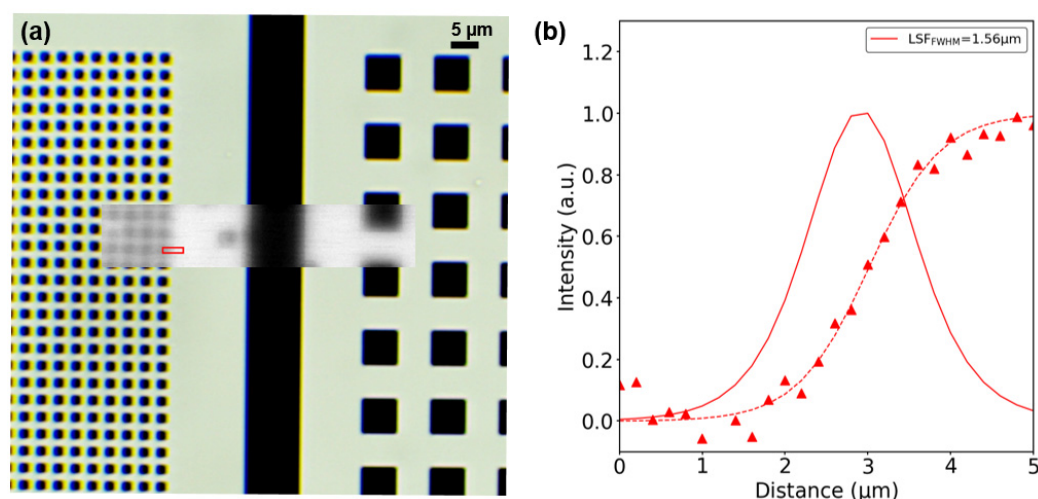 (a)
5 μm
(b)
LSF_FWHM=1.56μm
1.2
1.0
0.8
0.6
0.4
0.2
0.0
Intensity (a.u.)
0 1 2 3 4 5
Distance (μm)